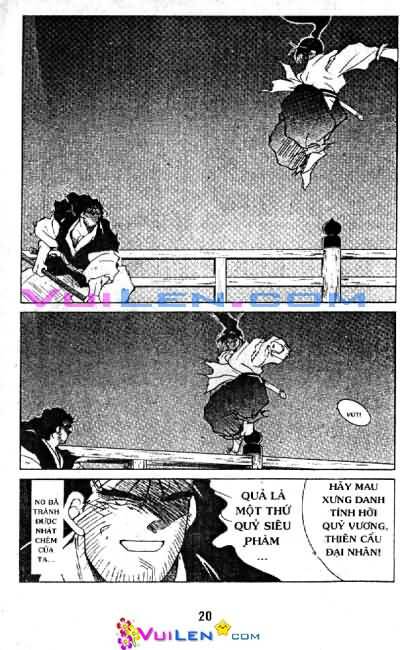 VUILEN.COM
VUT!
NO ĐÃ
TRÁNH
ĐƯỢC
NHÁT
CHÉM
CỦA
TA...
QUẢ LÀ
MỘT THỨ
QUỶ SIÊU
PHÀM
...
HÃY MAU
XƯNG DANH
TÍNH HỠI
QUỶ VƯƠNG,
THIÊN CẨU
ĐẠI NHÂN!
20
VUILEN.COM